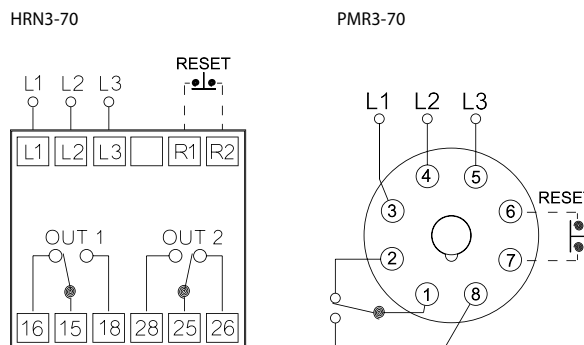 HRN3-70
PMR3-70
RESET
L1 L2 L3
L1 L2 L3 R1 R2
OUT 1 OUT 2
16 15 18 28 25 26
L1 L2 L3
4 5
3 6
RESET
2 7
1 8